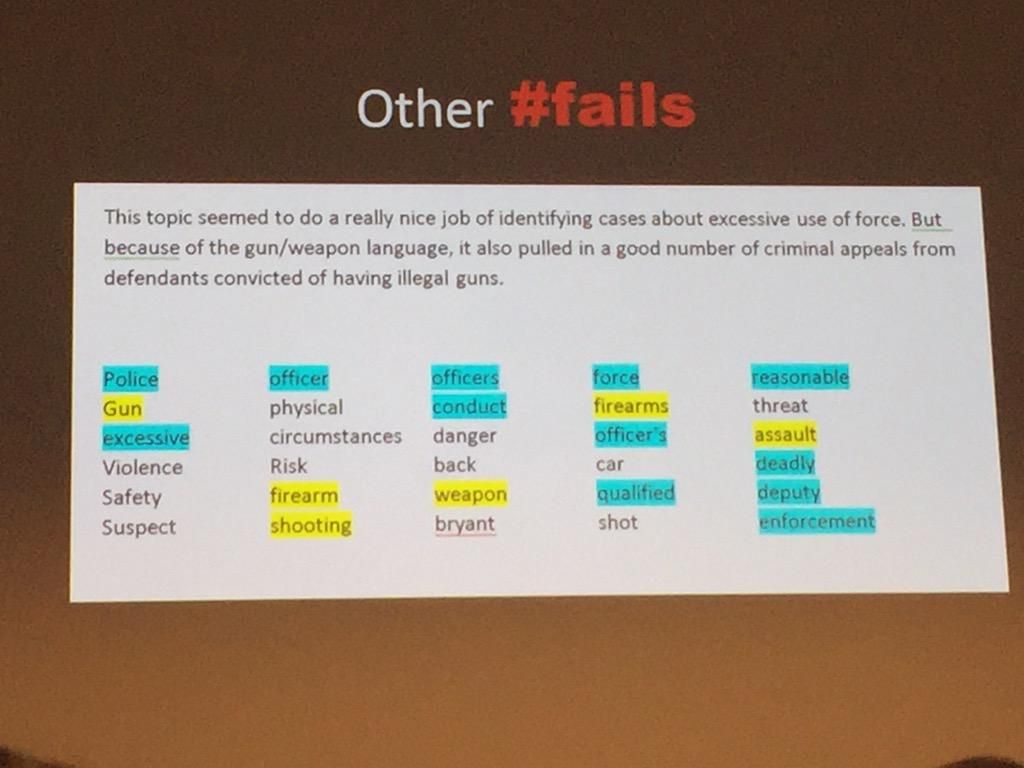 Other #fails
This topic seemed to do a really nice job of identifying cases about excessive use of force. But
because of the gun/weapon language, it also pulled in a good number of criminal appeals from
defendants convicted of having illegal guns.
Police officer officers force reasonable
Gun physical conduct firearms threat
excessive circumstances danger officer's assault
Violence Risk back car deadly
Safety firearm weapon qualified deputy
Suspect shooting bryant shot enforcement